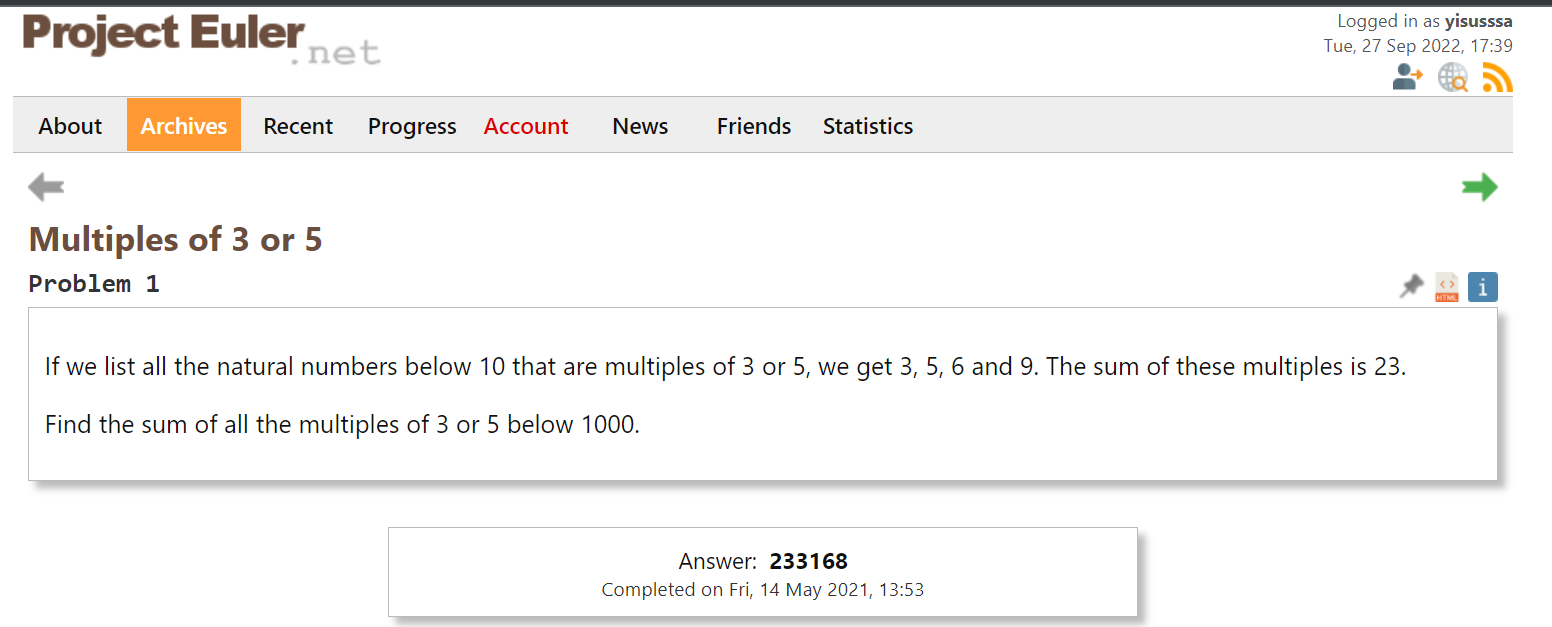 Project Euler.net
Logged in as yisusssa
Tue, 27 Sep 2022, 17:39
About Archives Recent Progress Account News Friends Statistics
Multiples of 3 or 5
Problem 1
<> HTML i
If we list all the natural numbers below 10 that are multiples of 3 or 5, we get 3, 5, 6 and 9. The sum of these multiples is 23.
Find the sum of all the multiples of 3 or 5 below 1000.
Answer: 233168
Completed on Fri, 14 May 2021, 13:53